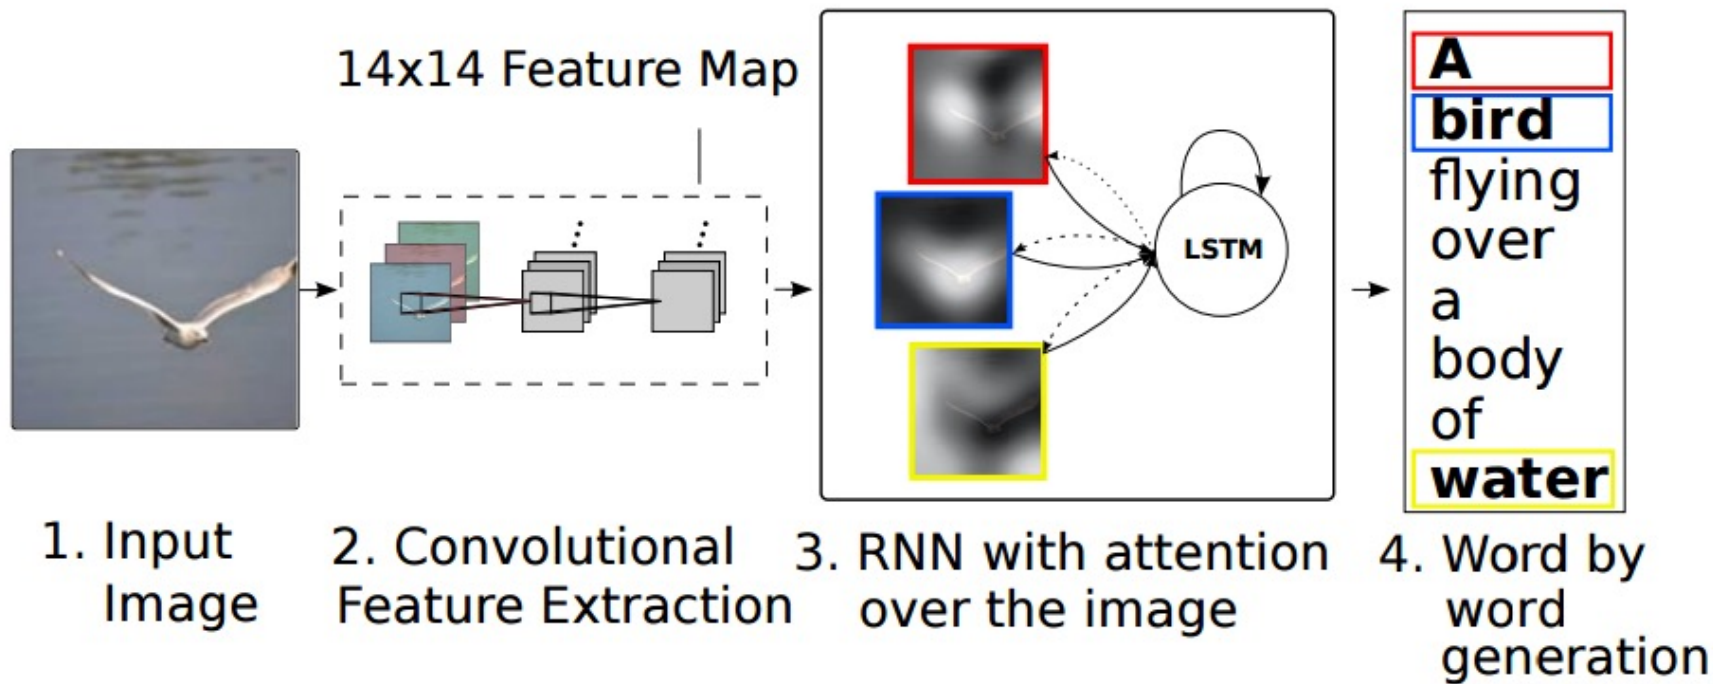 14x14 Feature Map
LSTM
A
bird
flying
over
a
body
of
water
1. Input
Image
2. Convolutional
Feature Extraction
3. RNN with attention
over the image
4. Word by
word
generation